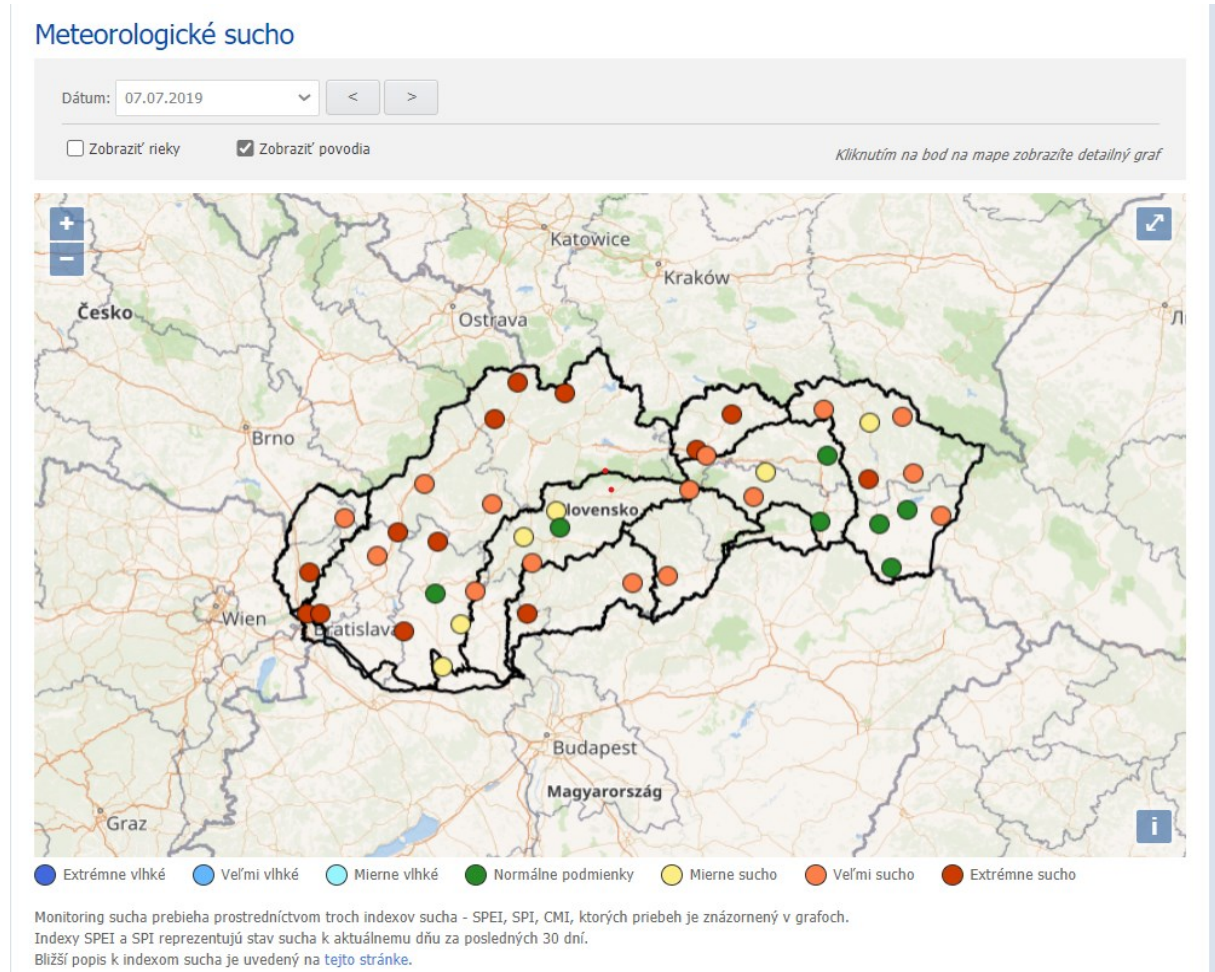 Meteorologické sucho
Dátum: 07.07.2019 < >
Zobraziť rieky Zobraziť povodia
Kliknutím na bod na mape zobrazíte detailný graf
+
−
Katowice
Kraków
Česko
Ostrava
Brno
lovensko
Wien
Bratislava
Budapest
Magyarország
Graz
i
Extrémne vlhké Veľmi vlhké Mierne vlhké Normálne podmienky Mierne sucho Veľmi sucho Extrémne sucho
Monitoring sucha prebieha prostredníctvom troch indexov sucha - SPEI, SPI, CMI, ktorých priebeh je znázornený v grafoch.
Indexy SPEI a SPI reprezentujú stav sucha k aktuálnemu dňu za posledných 30 dní.
Bližší popis k indexom sucha je uvedený na tejto stránke.